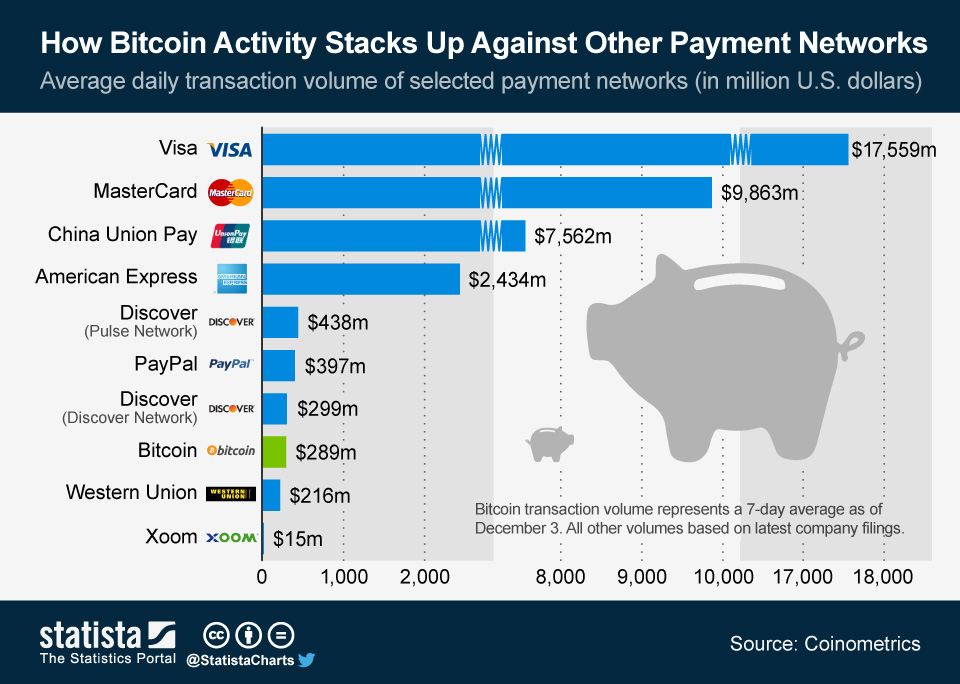 How Bitcoin Activity Stacks Up Against Other Payment Networks
Average daily transaction volume of selected payment networks (in million U.S. dollars)
Visa VISA $17,559m
MasterCard MasterCard $9,863m
China Union Pay UnionPay 银联 $7,562m
American Express AMERICAN EXPRESS $2,434m
Discover
(Pulse Network) DISCOVER $438m
PayPal PayPal $397m
Discover
(Discover Network) DISCOVER $299m
Bitcoin bitcoin $289m
Western Union WESTERN UNION $216m
Xoom XOOM $15m
Bitcoin transaction volume represents a 7-day average as of
December 3. All other volumes based on latest company filings.
0 1,000 2,000 8,000 9,000 10,000 17,000 18,000
statista
The Statistics Portal
cc
@StatistaCharts
Source: Coinometrics